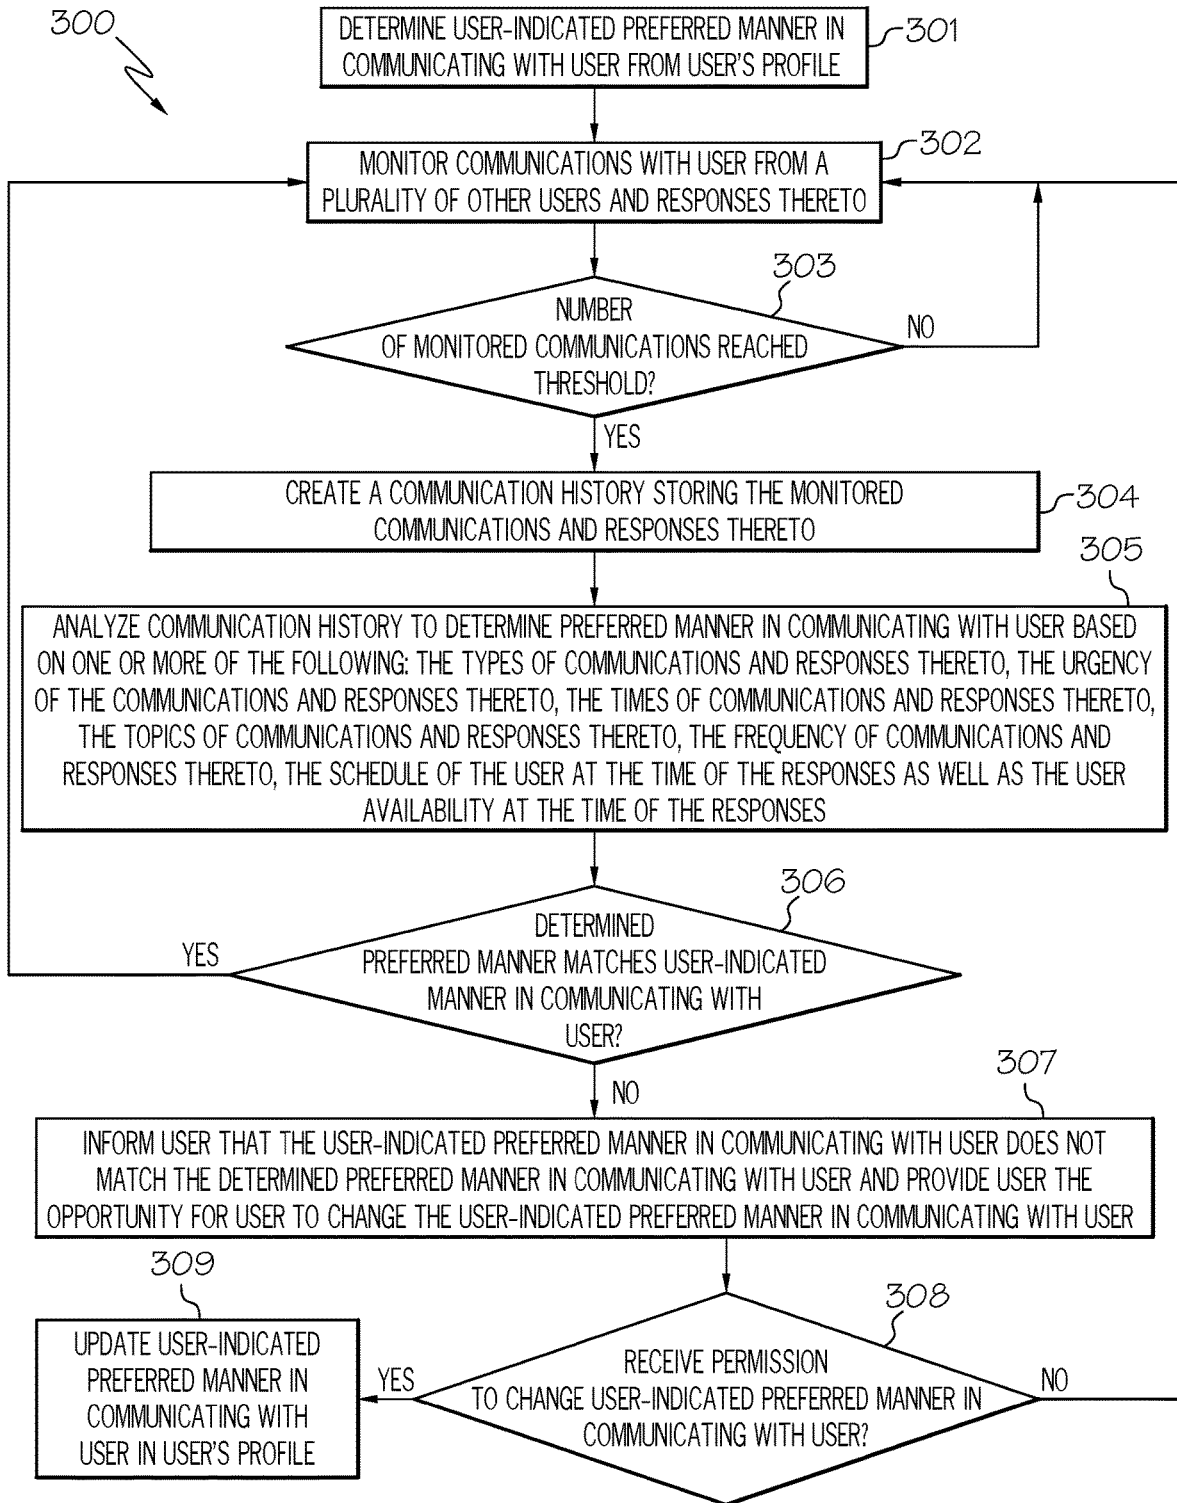 300
DETERMINE USER-INDICATED PREFERRED MANNER IN
COMMUNICATING WITH USER FROM USER'S PROFILE
301
MONITOR COMMUNICATIONS WITH USER FROM A
PLURALITY OF OTHER USERS AND RESPONSES THERETO
302
NUMBER
OF MONITORED COMMUNICATIONS REACHED
THRESHOLD?
303
NO
YES
CREATE A COMMUNICATION HISTORY STORING THE MONITORED
COMMUNICATIONS AND RESPONSES THERETO
304
305
ANALYZE COMMUNICATION HISTORY TO DETERMINE PREFERRED MANNER IN COMMUNICATING WITH USER BASED
ON ONE OR MORE OF THE FOLLOWING: THE TYPES OF COMMUNICATIONS AND RESPONSES THERETO, THE URGENCY
OF THE COMMUNICATIONS AND RESPONSES THERETO, THE TIMES OF COMMUNICATIONS AND RESPONSES THERETO,
THE TOPICS OF COMMUNICATIONS AND RESPONSES THERETO, THE FREQUENCY OF COMMUNICATIONS AND
RESPONSES THERETO, THE SCHEDULE OF THE USER AT THE TIME OF THE RESPONSES AS WELL AS THE USER
AVAILABILITY AT THE TIME OF THE RESPONSES
306
YES
DETERMINED
PREFERRED MANNER MATCHES USER-INDICATED
MANNER IN COMMUNICATING WITH
USER?
NO
307
INFORM USER THAT THE USER-INDICATED PREFERRED MANNER IN COMMUNICATING WITH USER DOES NOT
MATCH THE DETERMINED PREFERRED MANNER IN COMMUNICATING WITH USER AND PROVIDE USER THE
OPPORTUNITY FOR USER TO CHANGE THE USER-INDICATED PREFERRED MANNER IN COMMUNICATING WITH USER
308
RECEIVE PERMISSION
TO CHANGE USER-INDICATED PREFERRED MANNER IN
COMMUNICATING WITH USER?
NO
YES
309
UPDATE USER-INDICATED
PREFERRED MANNER IN
COMMUNICATING WITH
USER IN USER'S PROFILE